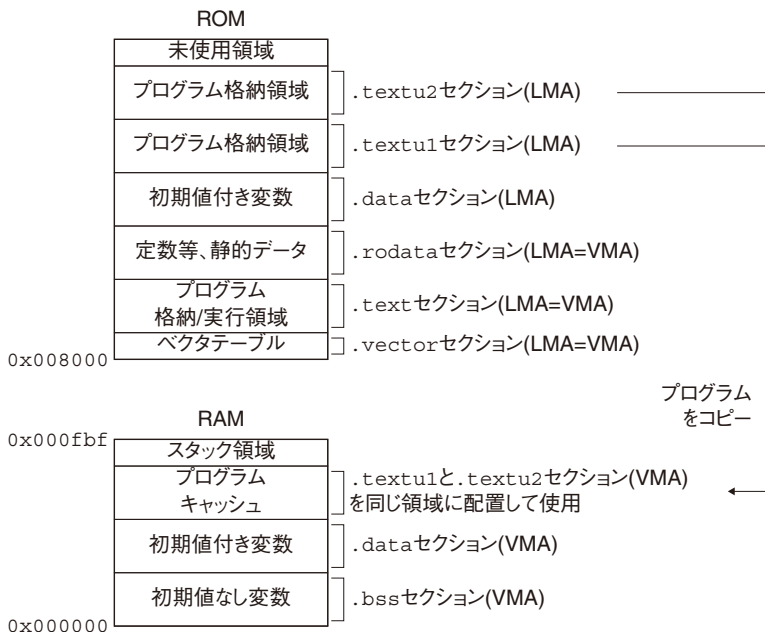 ROM
未使用領域
プログラム格納領域 .textu2セクション(LMA)
プログラム格納領域 .textu1セクション(LMA)
初期値付き変数 .dataセクション(LMA)
定数等、静的データ .rodataセクション(LMA=VMA)
プログラム
格納/実行領域 .textセクション(LMA=VMA)
ベクタテーブル .vectorセクション(LMA=VMA)
0x008000
プログラム
をコピー
RAM
0x000fbf
スタック領域
プログラム
キャッシュ
.textu1と.textu2セクション(VMA)
を同じ領域に配置して使用
初期値付き変数 .dataセクション(VMA)
初期値なし変数 .bssセクション(VMA)
0x000000